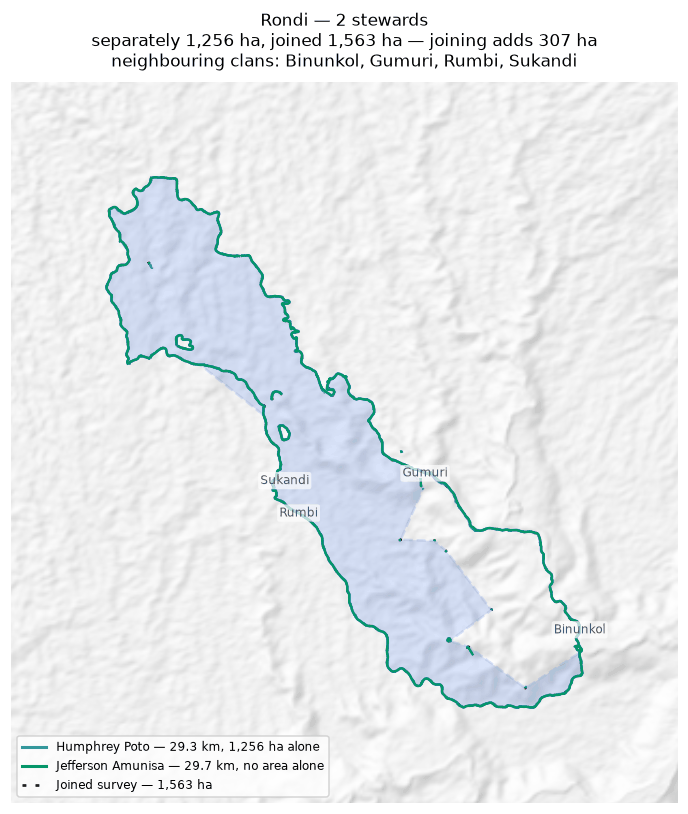 Rondi — 2 stewards
separately 1,256 ha, joined 1,563 ha — joining adds 307 ha
neighbouring clans: Binunkol, Gumuri, Rumbi, Sukandi
Gumuri
Sukandi
Rumbi
Binunkol
Humphrey Poto — 29.3 km, 1,256 ha alone
Jefferson Amunisa — 29.7 km, no area alone
Joined survey — 1,563 ha